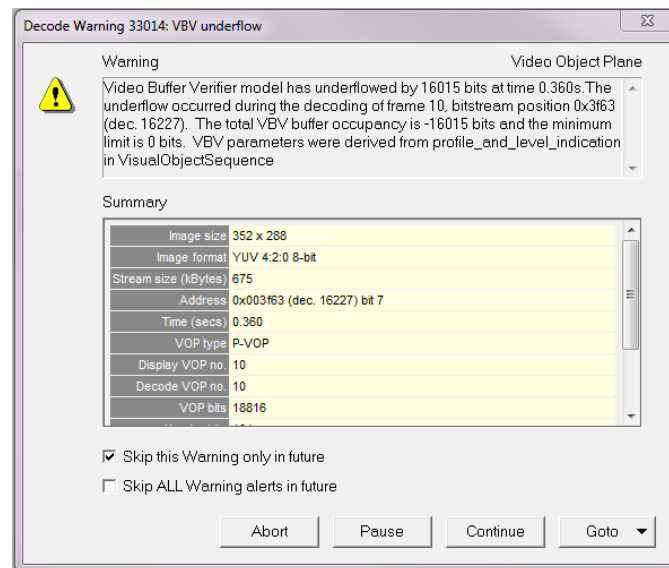 Decode Warning 33014: VBV underflow
Warning Video Object Plane
Video Buffer Verifier model has underflowed by 16015 bits at time 0.360s.The
underflow occurred during the decoding of frame 10, bitstream position 0x3f63
(dec. 16227).  The total VBV buffer occupancy is -16015 bits and the minimum
limit is 0 bits.  VBV parameters were derived from profile_and_level_indication
in VisualObjectSequence
Summary
Image size 352 x 288
Image format YUV 4:2:0 8-bit
Stream size (kBytes) 675
Address 0x003f63 (dec. 16227) bit 7
Time (secs) 0.360
VOP type P-VOP
Display VOP no. 10
Decode VOP no. 10
VOP bits 18816
Skip this Warning only in future
Skip ALL Warning alerts in future
Abort Pause Continue Goto